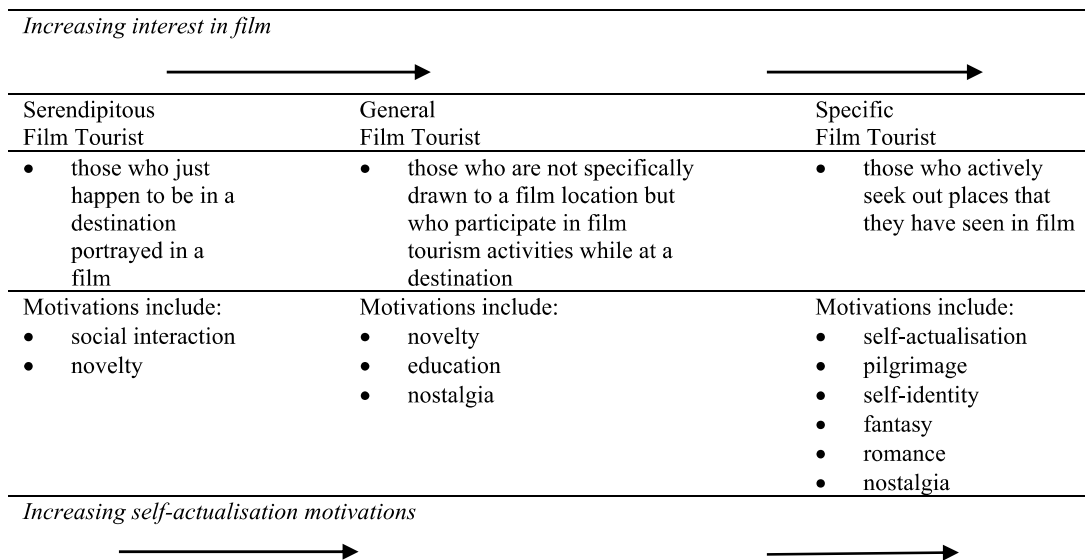 Increasing interest in film
Serendipitous
Film Tourist
• those who just
happen to be in a
destination
portrayed in a
film
General
Film Tourist
• those who are not specifically
drawn to a film location but
who participate in film
tourism activities while at a
destination
Specific
Film Tourist
• those who actively
seek out places that
they have seen in film
Motivations include:
• social interaction
• novelty
Motivations include:
• novelty
• education
• nostalgia
Motivations include:
• self-actualisation
• pilgrimage
• self-identity
• fantasy
• romance
• nostalgia
Increasing self-actualisation motivations